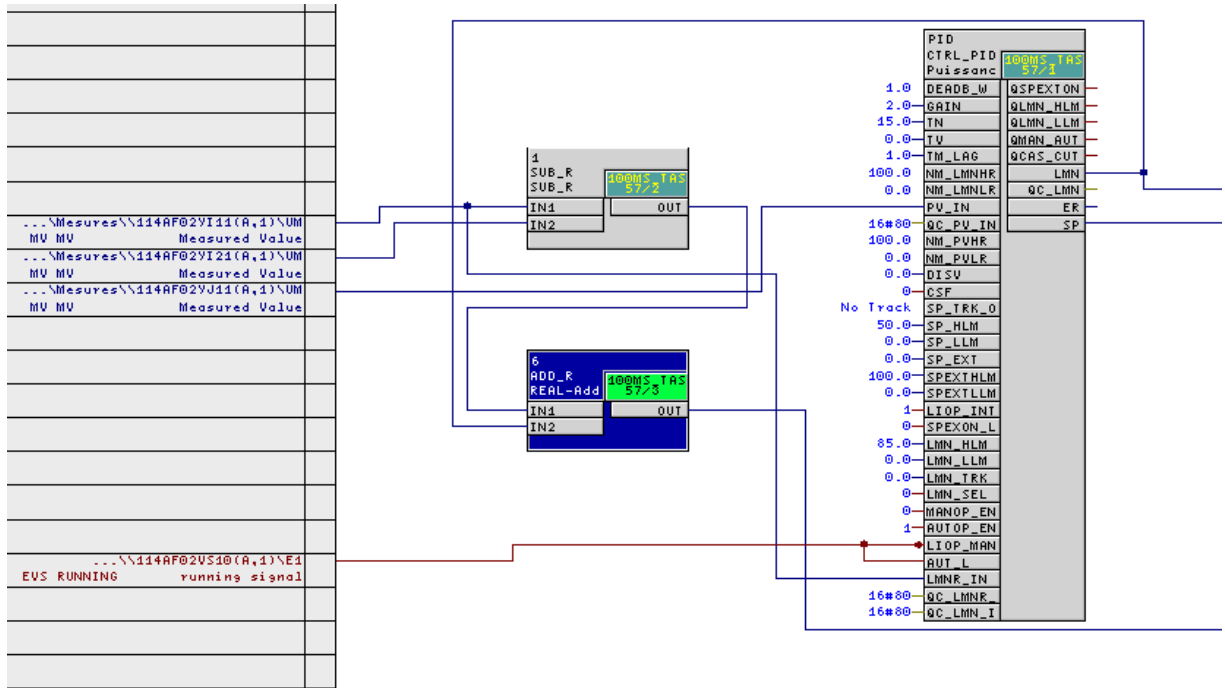 PID
CTRL_PID
Puissanc
100MS_TAS
57/1
1.0 DEADB_W QSPEXTON
2.0 GAIN QLMN_HLM
15.0 TN QLMN_LLM
0.0 TV QMAN_AUT
1.0 TM_LAG QCAS_CUT
100.0 NM_LMNHR LMN
0.0 NM_LMNLR QC_LMN
PV_IN ER
16#80 QC_PV_IN SP
100.0 NM_PVHR
0.0 NM_PVLR
0.0 DISV
0 CSF
No Track SP_TRK_O
50.0 SP_HLM
0.0 SP_LLM
0.0 SP_EXT
100.0 SPEXTHLM
0.0 SPEXTLLM
1 LIOP_INT
0 SPEXON_L
85.0 LMN_HLM
0.0 LMN_LLM
0.0 LMN_TRK
0 LMN_SEL
0 MANOP_EN
1 AUTOP_EN
LIOP_MAN
AUT_L
LMNR_IN
16#80 QC_LMNR_
16#80 QC_LMN_I
1
SUB_R
SUB_R
100MS_TAS
57/2
IN1 OUT
IN2
6
ADD_R
REAL-Add
100MS_TAS
57/3
IN1 OUT
IN2
...\Mesures\\114AF02YI11(A,1)\UM
MV MV Measured Value
...\Mesures\\114AF02YI21(A,1)\UM
MV MV Measured Value
...\Mesures\\114AF02YJ11(A,1)\UM
MV MV Measured Value
...\\114AF02VS10(A,1)\E1
EVS RUNNING running signal